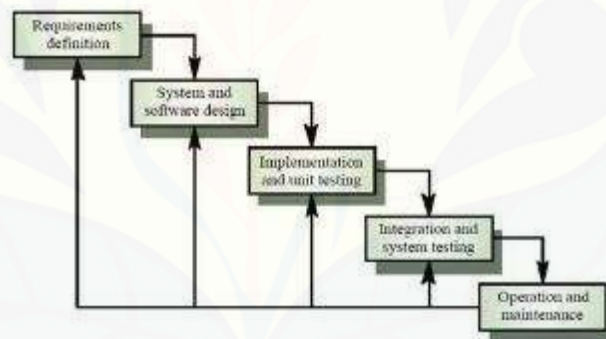 Requirements
definition
System and
software design
Implementation
and unit testing
Integration and
system testing
Operation and
maintenance